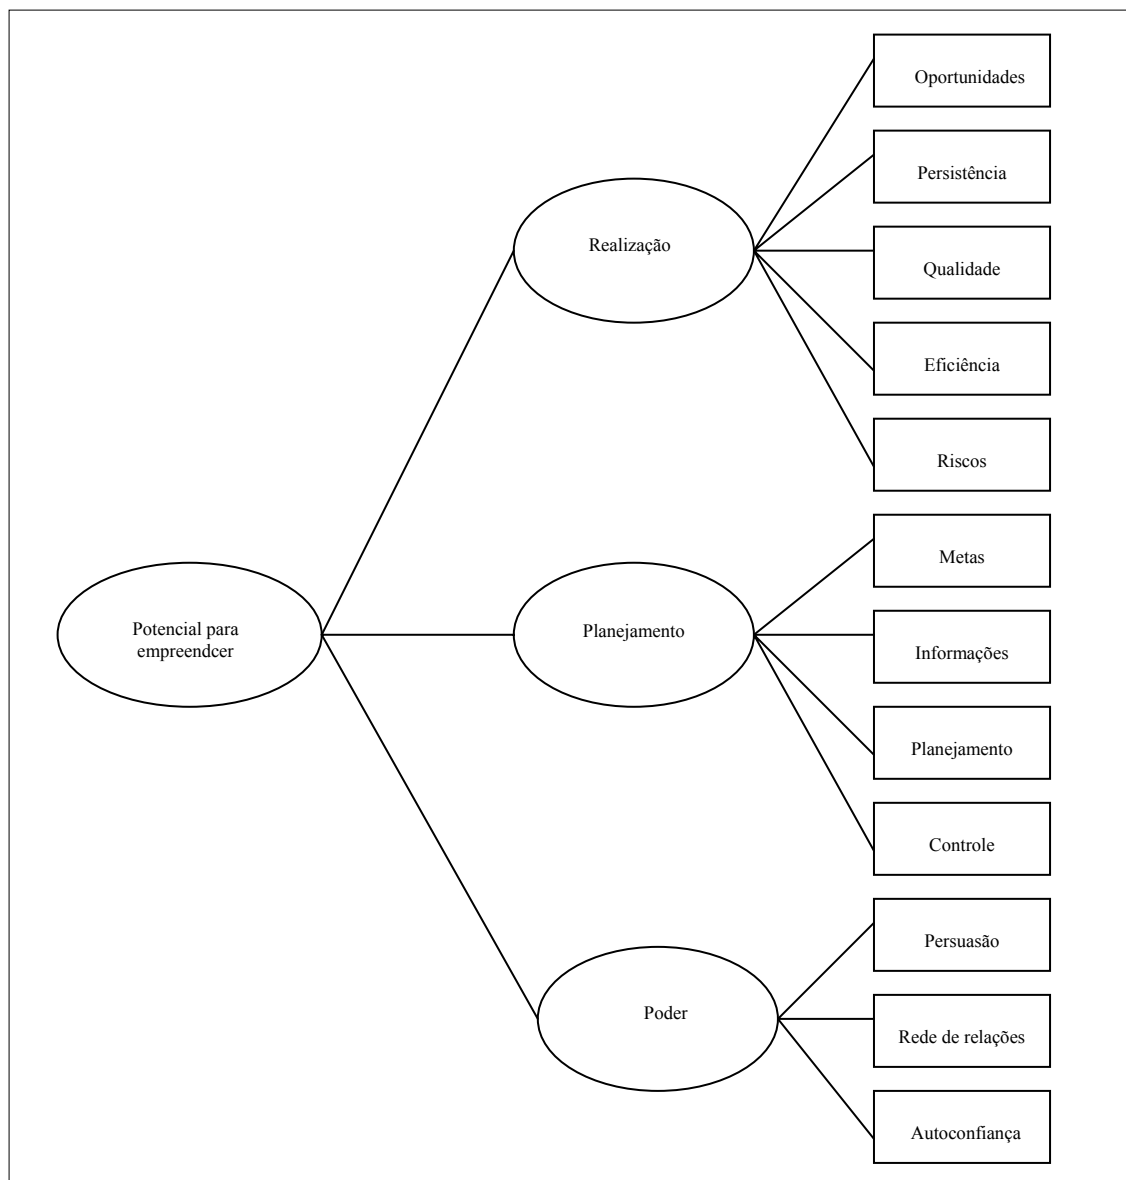 Oportunidades
Persistência
Realização
Qualidade
Eficiência
Riscos
Metas
Potencial para
empreendcer
Planejamento
Informações
Planejamento
Controle
Persuasão
Poder
Rede de relações
Autoconfiança